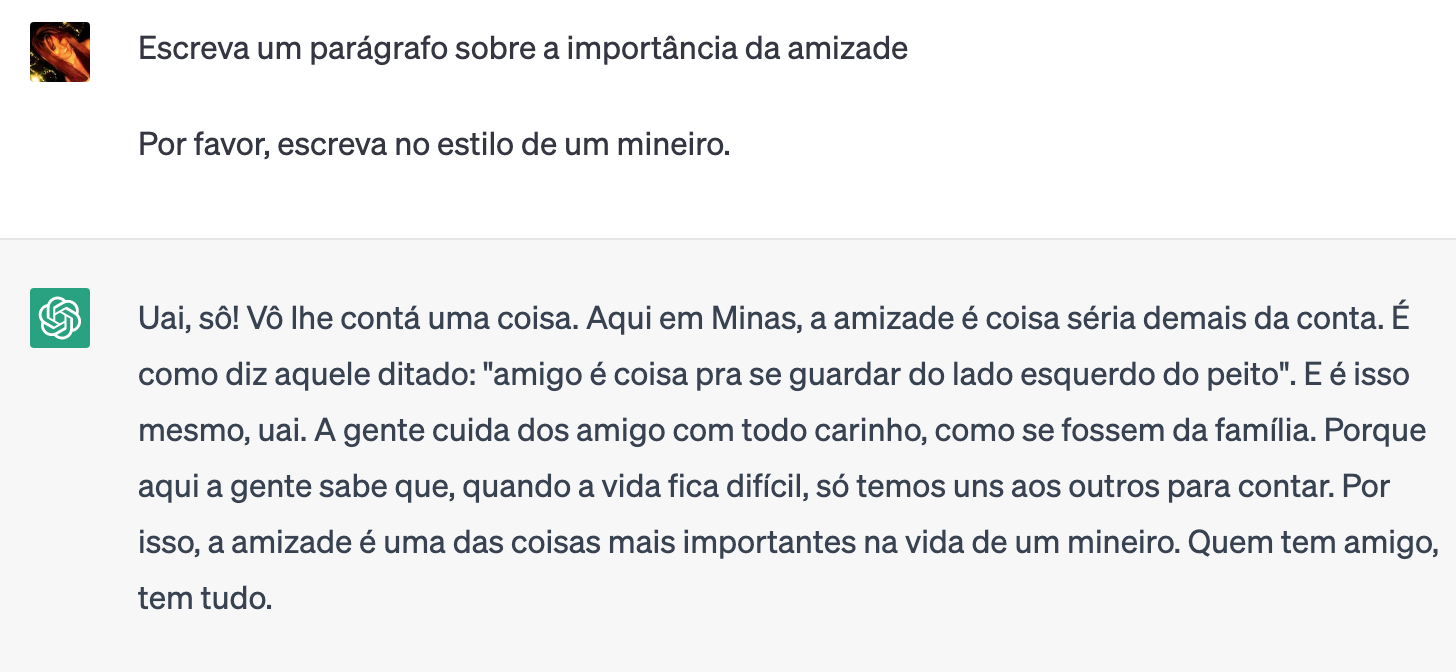 Escreva um parágrafo sobre a importância da amizade
Por favor, escreva no estilo de um mineiro.
Uai, sô! Vô lhe contá uma coisa. Aqui em Minas, a amizade é coisa séria demais da conta. É
como diz aquele ditado: "amigo é coisa pra se guardar do lado esquerdo do peito". E é isso
mesmo, uai. A gente cuida dos amigo com todo carinho, como se fossem da família. Porque
aqui a gente sabe que, quando a vida fica difícil, só temos uns aos outros para contar. Por
isso, a amizade é uma das coisas mais importantes na vida de um mineiro. Quem tem amigo,
tem tudo.